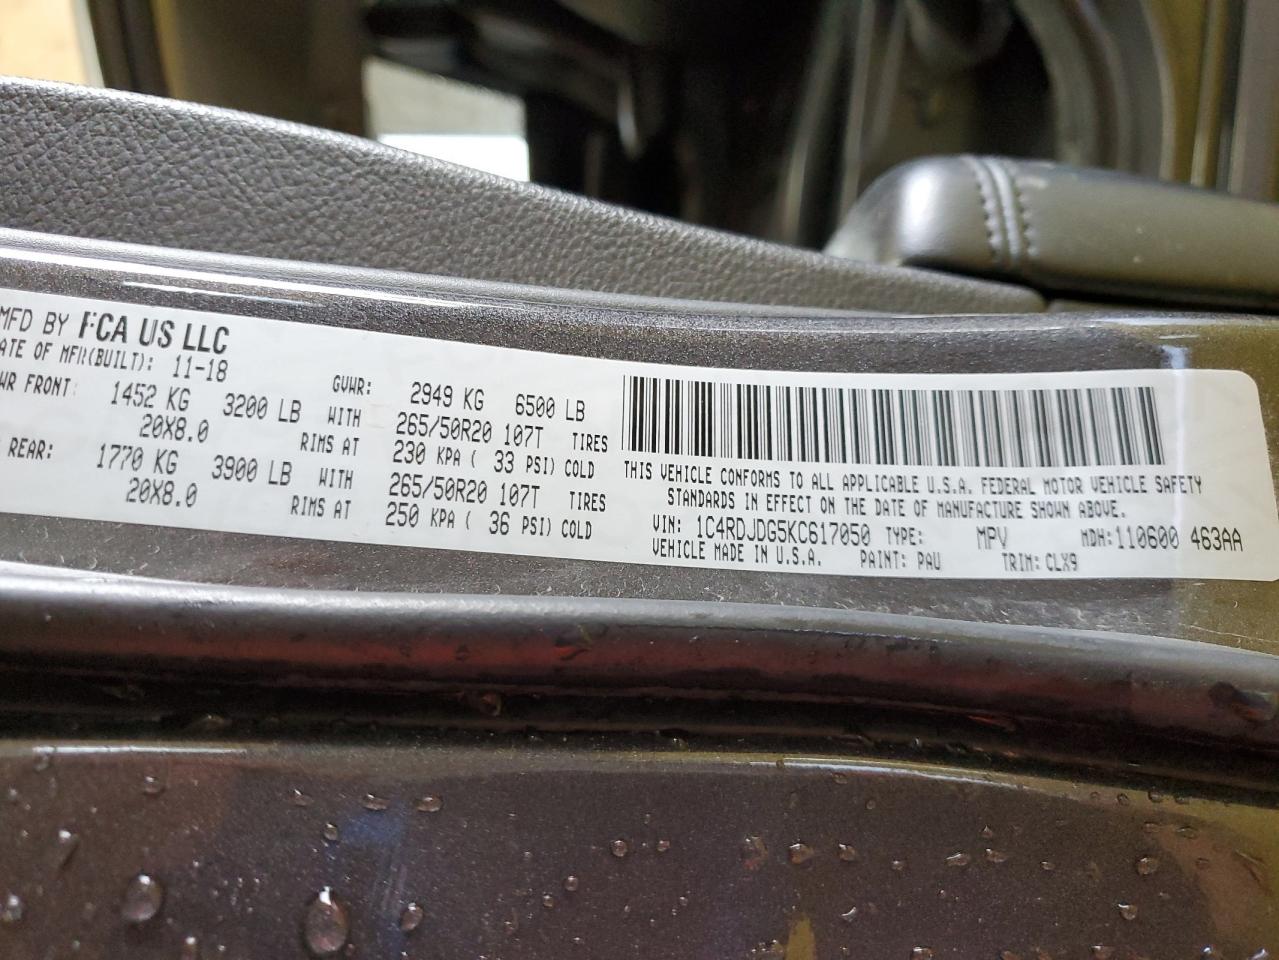 MFD BY FCA US LLC
ATE OF MFR(BUILT): 11-18
WR FRONT: 1452 KG 3200 LB WITH
20X8.0 RIMS AT
REAR: 1770 KG 3900 LB WITH
20X8.0 RIMS AT
GVWR: 2949 KG 6500 LB
265/50R20 107T TIRES
230 KPA ( 33 PSI) COLD
265/50R20 107T TIRES
250 KPA ( 36 PSI) COLD
THIS VEHICLE CONFORMS TO ALL APPLICABLE U.S.A. FEDERAL MOTOR VEHICLE SAFETY
STANDARDS IN EFFECT ON THE DATE OF MANUFACTURE SHOWN ABOVE.
VIN: 1C4RDJDG5KC617050 TYPE: MPV MDH:110600 463AA
VEHICLE MADE IN U.S.A. PAINT: PAU TRIM: CLX9